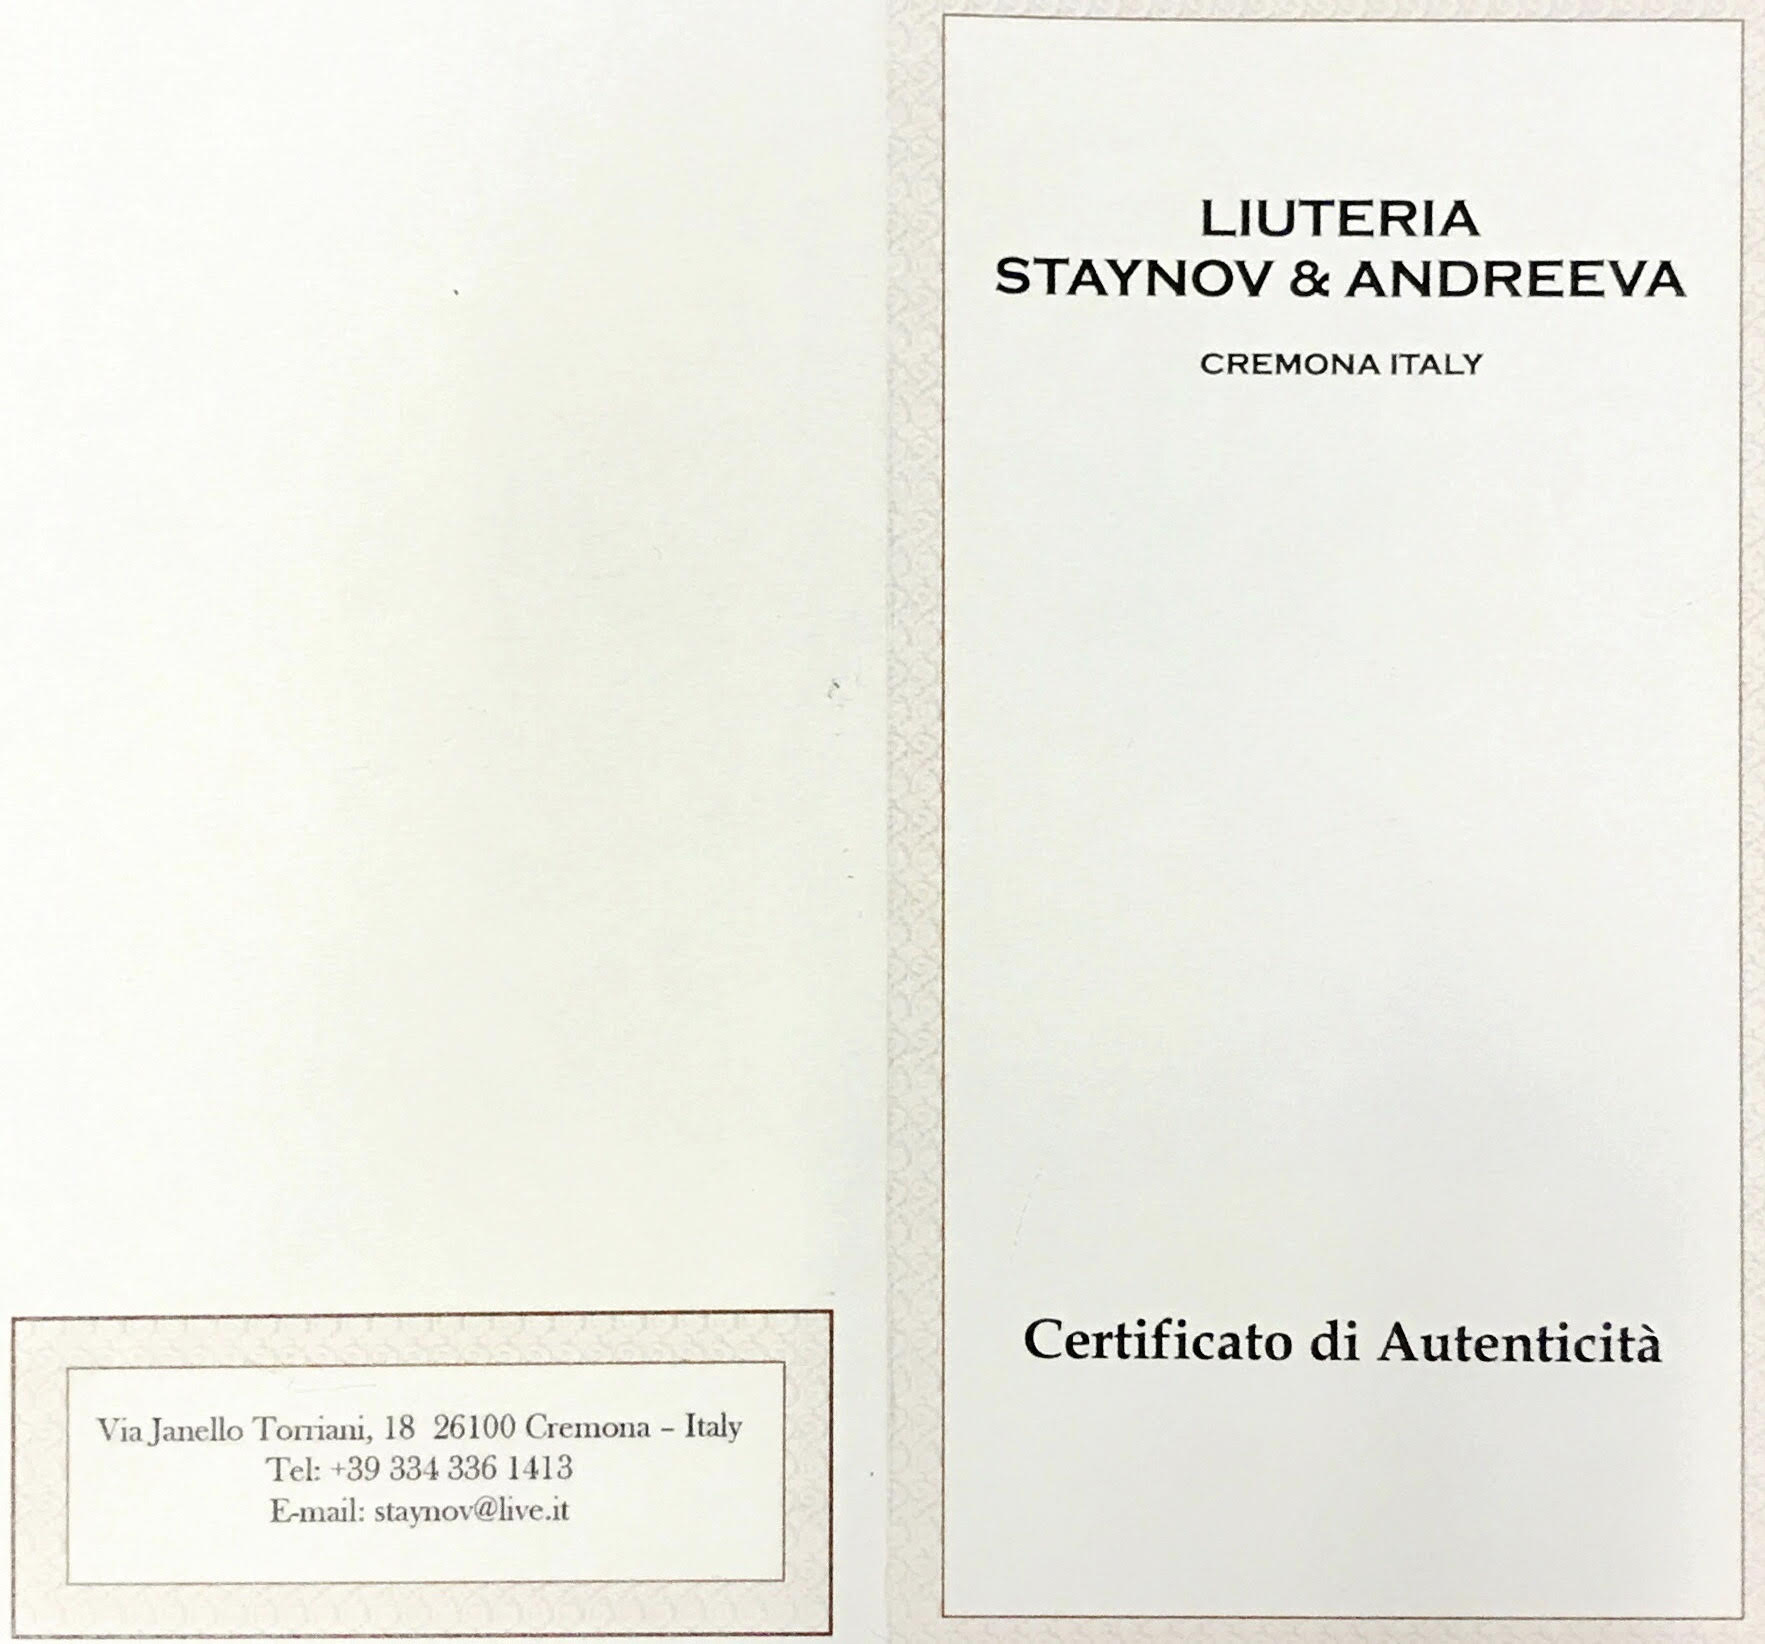 LIUTERIA
STAYNOV & ANDREEVA
CREMONA ITALY
Certificato di Autenticità
Via Janello Torriani, 18 26100 Cremona – Italy
Tel: +39 334 336 1413
E-mail: staynov@live.it